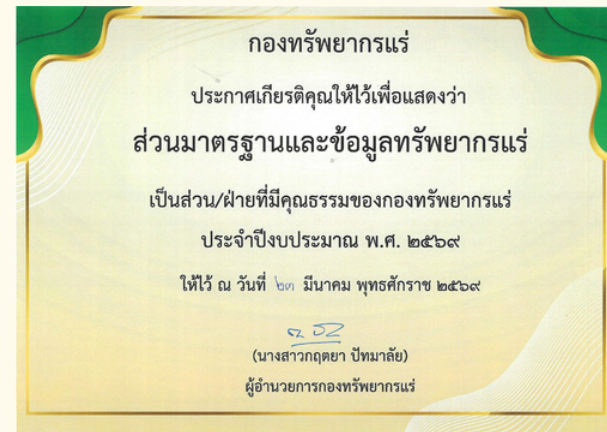 กองทรัพยากรแร่
ประกาศเกียรติคุณให้ไว้เพื่อแสดงว่า
ส่วนมาตรฐานและข้อมูลทรัพยากรแร่
เป็นส่วน/ฝ่ายที่มีคุณธรรมของกองทรัพยากรแร่
ประจำปีงบประมาณ พ.ศ. ๒๕๖๙
ให้ไว้ ณ วันที่ ๒๓ มีนาคม พุทธศักราช ๒๕๖๙
(นางสาวกฤตยา ปัทมาลัย)
ผู้อำนวยการกองทรัพยากรแร่